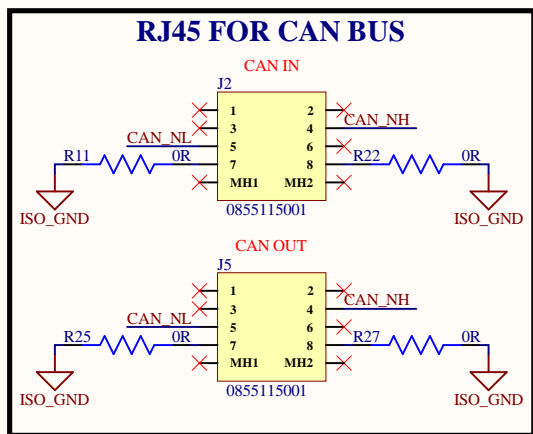 RJ45 FOR CAN BUS
CAN IN
J2
1 2
3 4 CAN_NH
CAN_NL 5 6
R11 0R 7 8 R22 0R
MH1 MH2
ISO_GND 0855115001 ISO_GND
CAN OUT
J5
1 2
3 4 CAN_NH
CAN_NL 5 6
R25 0R 7 8 R27 0R
MH1 MH2
ISO_GND 0855115001 ISO_GND